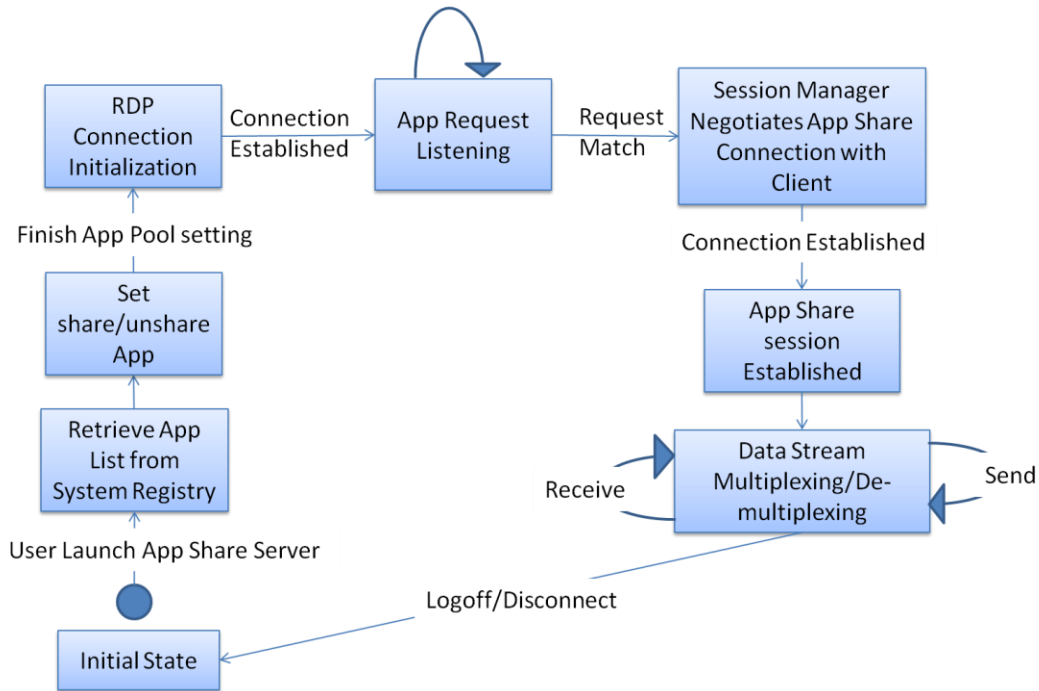 RDP
Connection
Initialization
Connection
Established
App Request
Listening
Request
Match
Session Manager
Negotiates App Share
Connection with
Client
Finish App Pool setting
Connection Established
Set
share/unshare
App
App Share
session
Established
Retrieve App
List from
System Registry
Data Stream
Multiplexing/De-
multiplexing
Receive
Send
User Launch App Share Server
Logoff/Disconnect
Initial State